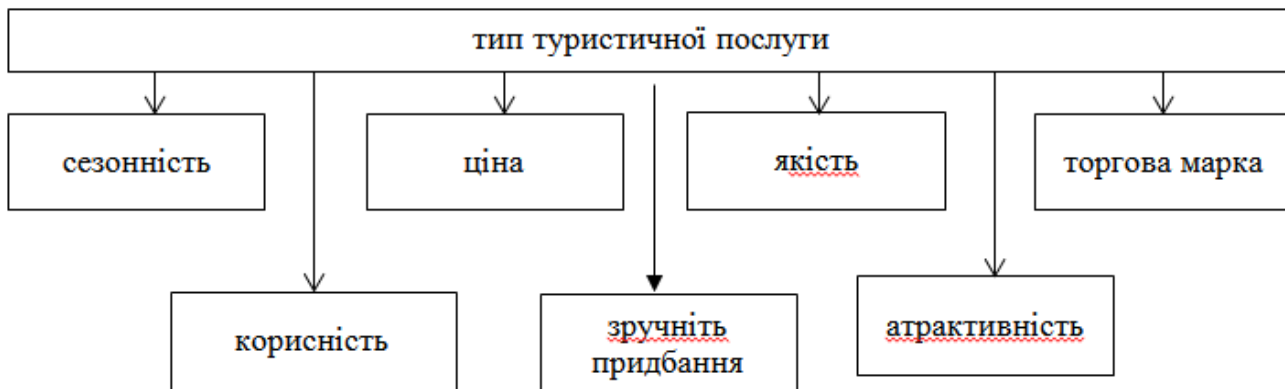 тип туристичної послуги
сезонність
ціна
якість
торгова марка
корисність
зручніть
придбання
атрактивність